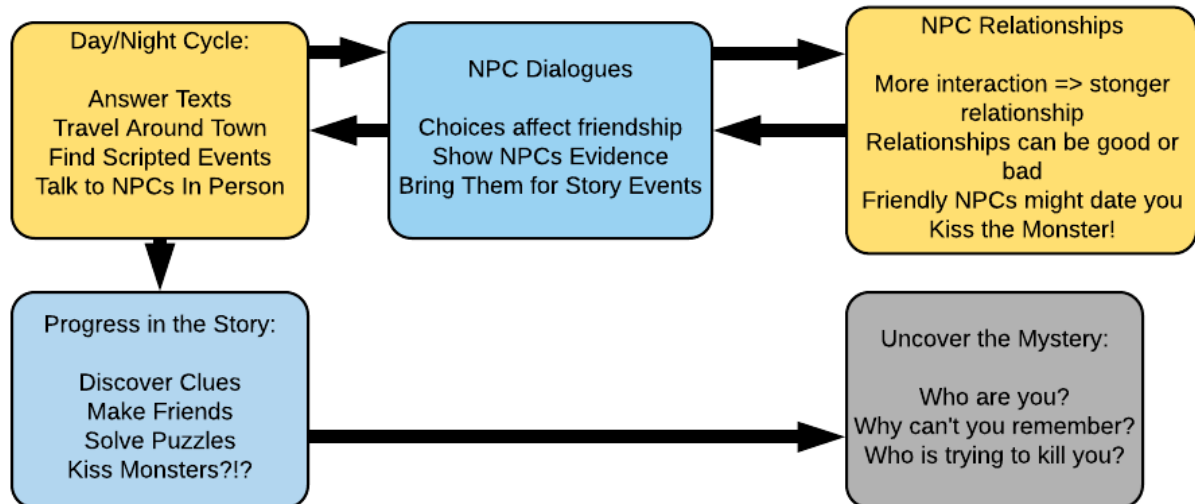 Day/Night Cycle:
Answer Texts
Travel Around Town
Find Scripted Events
Talk to NPCs In Person
NPC Dialogues
Choices affect friendship
Show NPCs Evidence
Bring Them for Story Events
NPC Relationships
More interaction => stonger
relationship
Relationships can be good or
bad
Friendly NPCs might date you
Kiss the Monster!
Progress in the Story:
Discover Clues
Make Friends
Solve Puzzles
Kiss Monsters?!?
Uncover the Mystery:
Who are you?
Why can't you remember?
Who is trying to kill you?